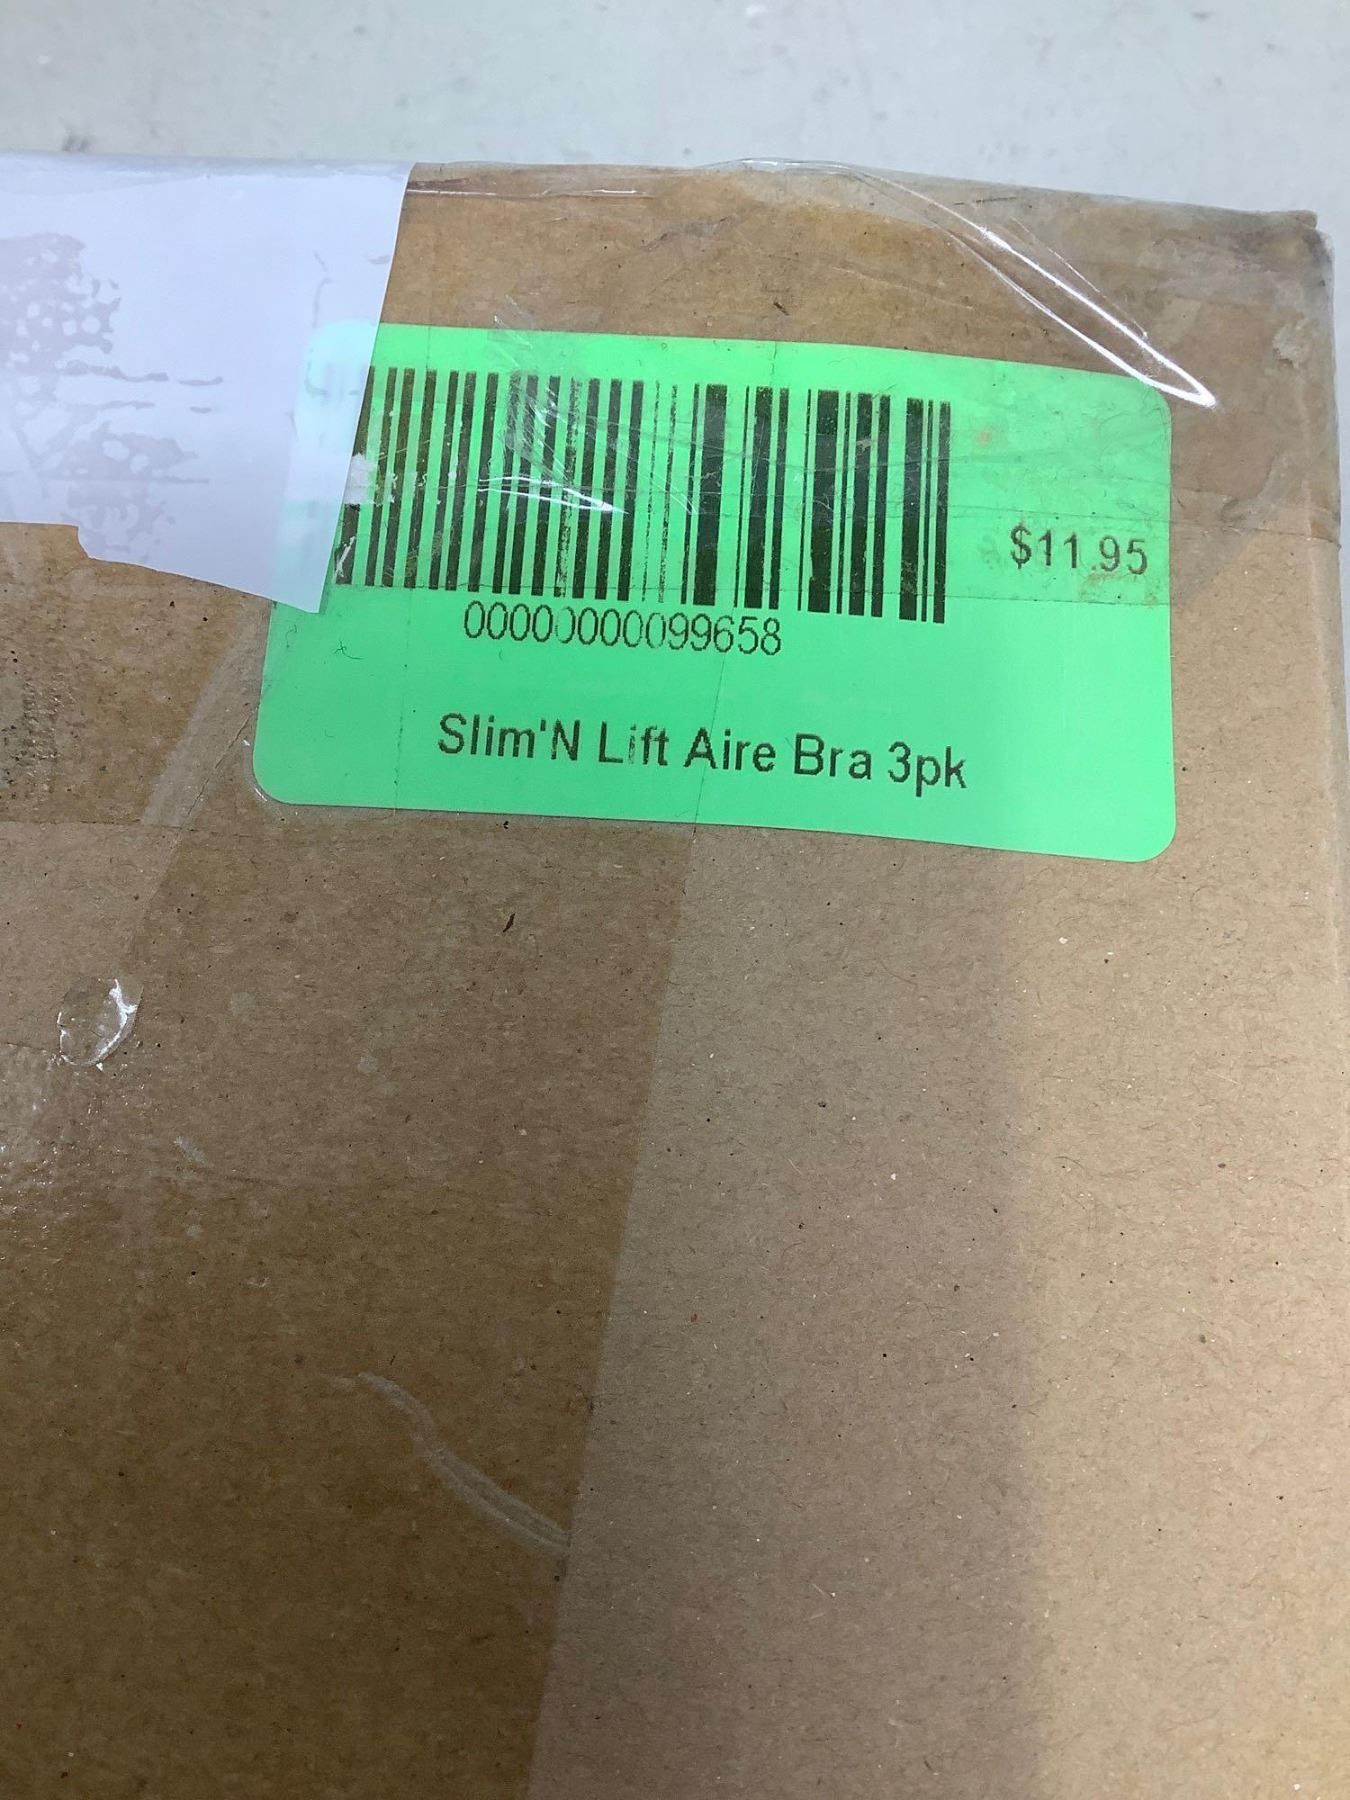 $11.95
00000000099658
Slim'N Lift Aire Bra 3pk